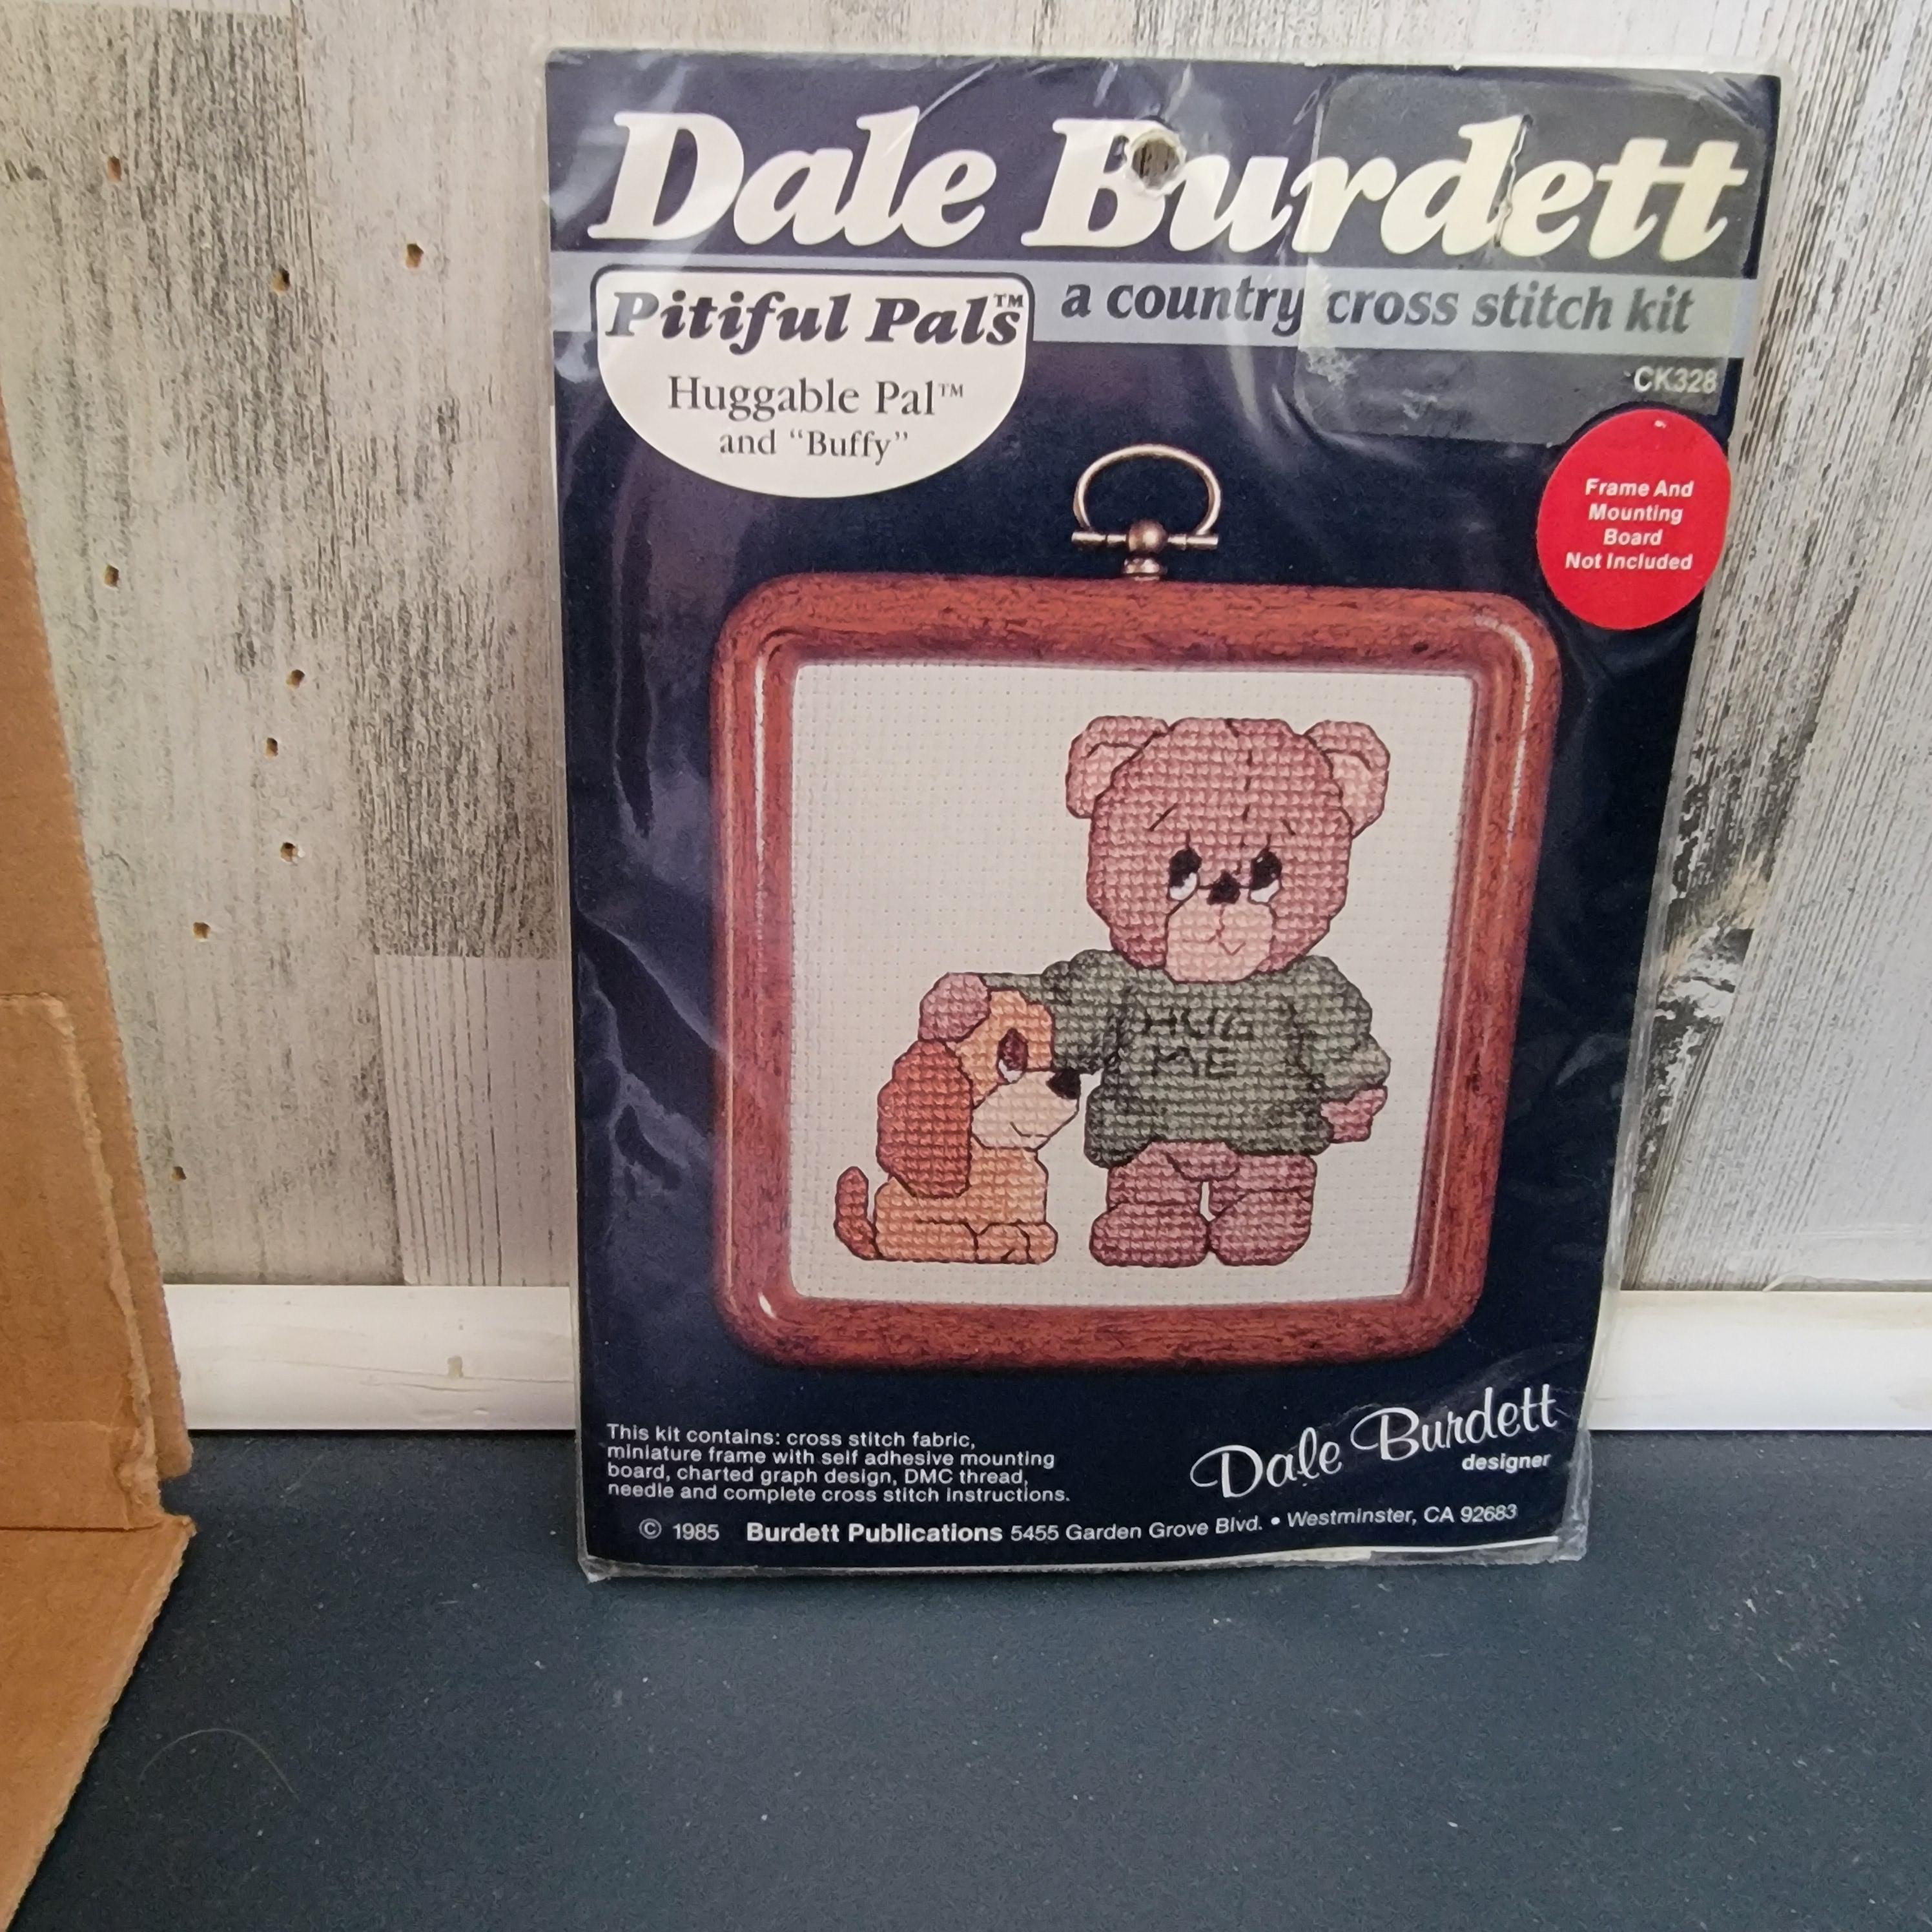 Dale Burdett
Pitiful Pals™
a country cross stitch kit
Huggable Pal™
and "Buffy"
CK328
Frame And
Mounting
Board
Not Included
HUG
ME
This kit contains: cross stitch fabric,
miniature frame with self adhesive mounting
board, charted graph design, DMC thread,
needle and complete cross stitch instructions.
Dale Burdett
designer
© 1985 Burdett Publications 5455 Garden Grove Blvd. • Westminster, CA 92683